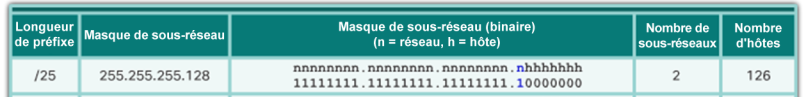 Longueur de préfixe
Masque de sous-réseau
Masque de sous-réseau (binaire)
(n = réseau, h = hôte)
Nombre de sous-réseaux
Nombre d'hôtes
/25
255.255.255.128
nnnnnnnn.nnnnnnnn.nnnnnnnn.nhhhhhhh
11111111.11111111.11111111.10000000
2
126